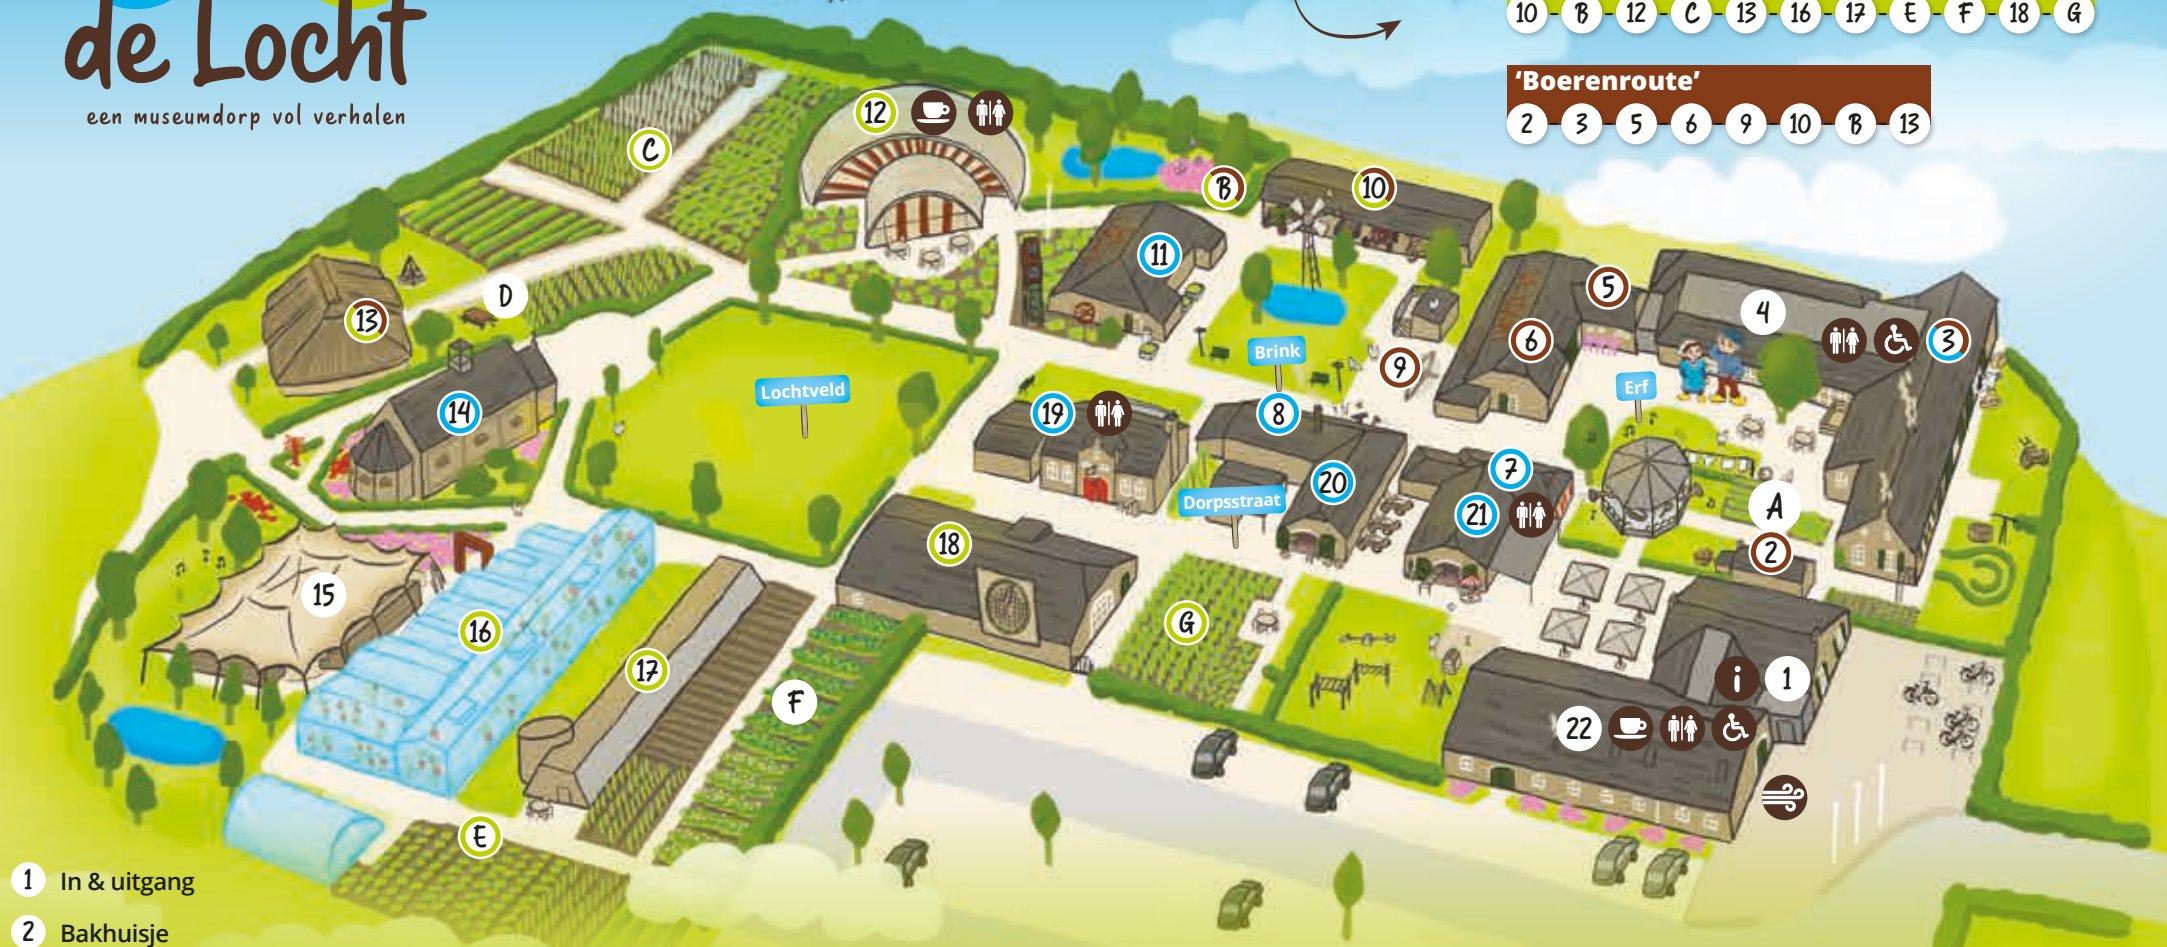 de Locht
een museumdorp vol verhalen
10 - B - 12 - C - 13 - 16 - 17 - E - F - 18 - G
'Boerenroute'
2 - 3 - 5 - 6 - 9 - 10 - B - 13
12
C
B
10
11
D
13
5
4
6
3
Brink
9
Erf
Lochtveld
14
19
8
7
20
Dorpsstraat
21
A
2
18
15
16
G
17
F
i
1
22
E
1 In & uitgang
2 Bakhuisje